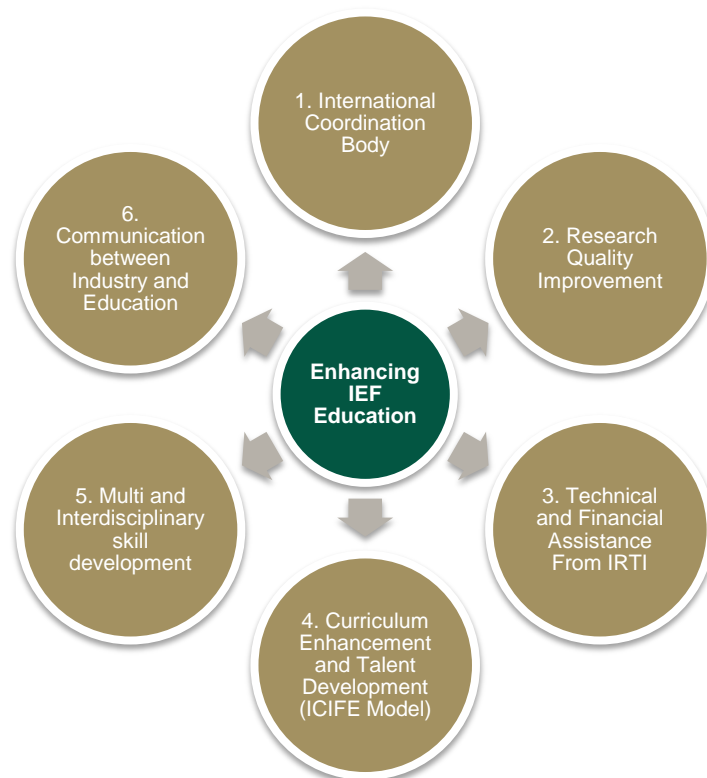 1. International
Coordination
Body
2. Research
Quality
Improvement
3. Technical
and Financial
Assistance
From IRTI
4. Curriculum
Enhancement
and Talent
Development
(ICIFE Model)
5. Multi and
Interdisciplinary
skill
development
6.
Communication
between
Industry and
Education
Enhancing
IEF
Education